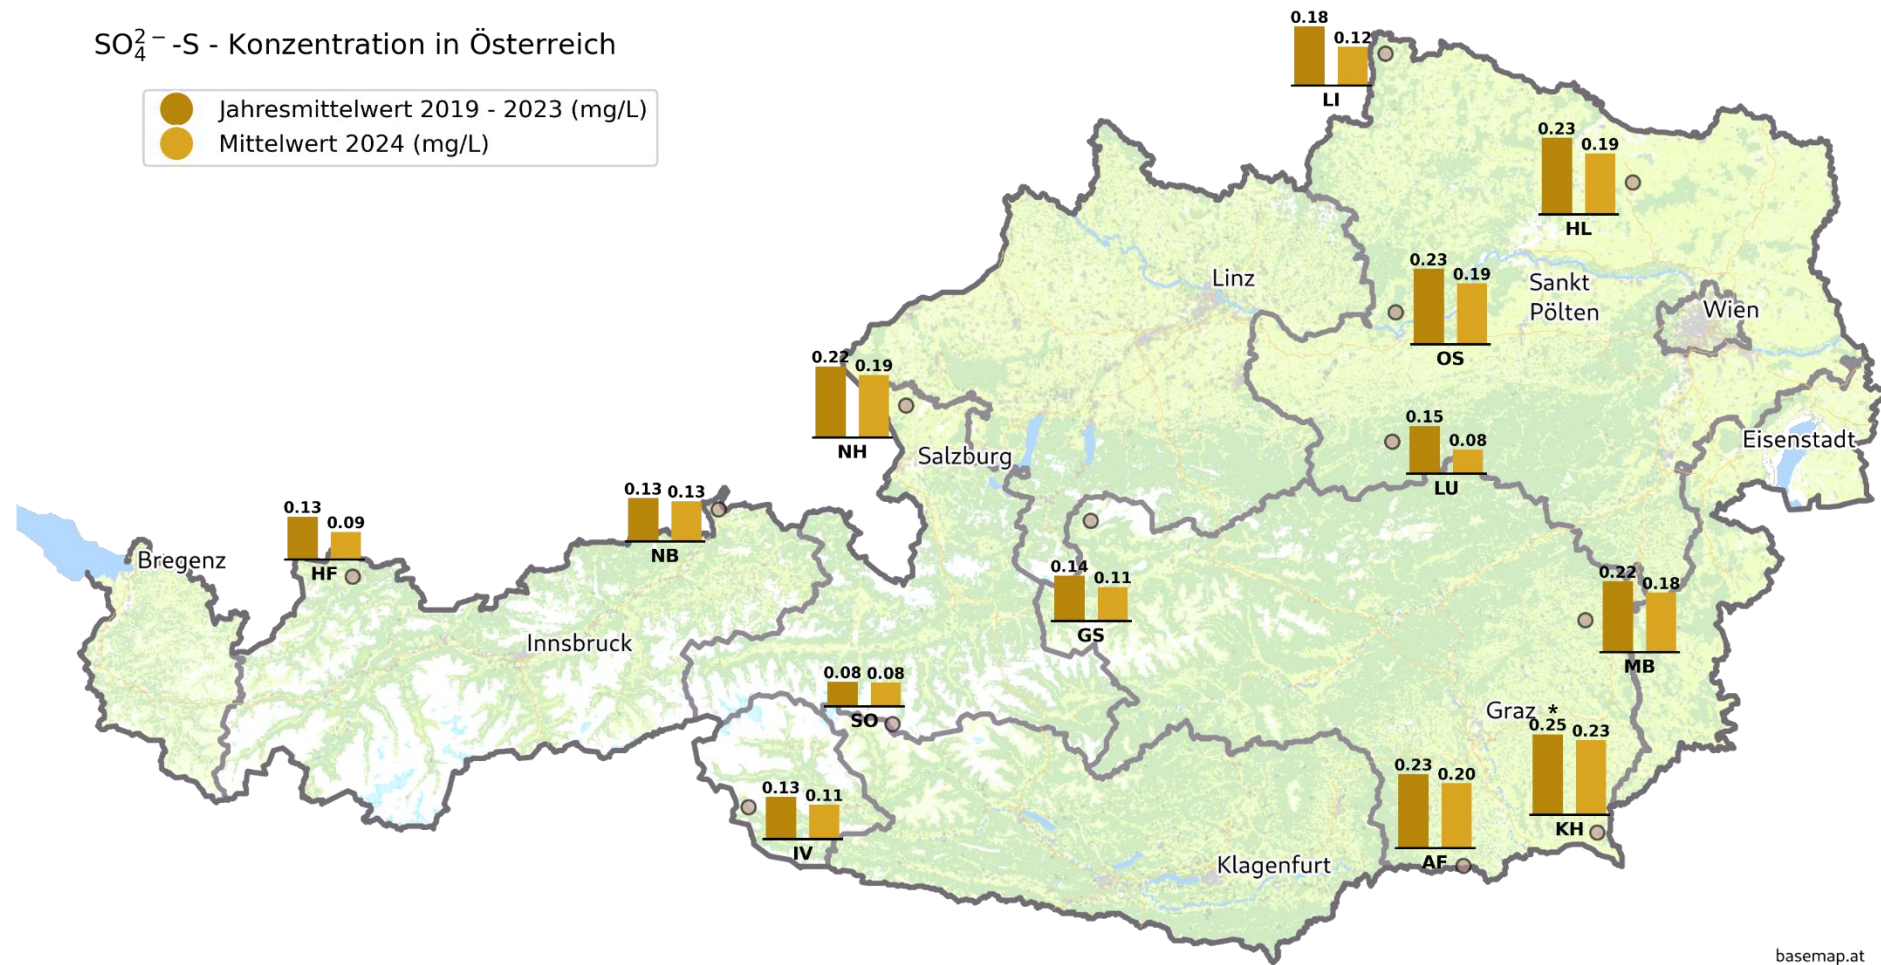 SO₄²⁻-S - Konzentration in Österreich
Jahresmittelwert 2019 - 2023 (mg/L)
Mittelwert 2024 (mg/L)
0.18 0.12
LI
0.23 0.19
HL
0.23 0.19
OS
Linz
Sankt
Pölten
Wien
0.22 0.19
NH
Salzburg
0.15 0.08
LU
Eisenstadt
0.13 0.13
NB
0.13 0.09
HF
Bregenz
Innsbruck
0.14 0.11
GS
0.22 0.18
MB
0.08 0.08
SO
Graz *
0.25 0.23
KH
0.23 0.20
AF
0.13 0.11
IV
Klagenfurt
basemap.at